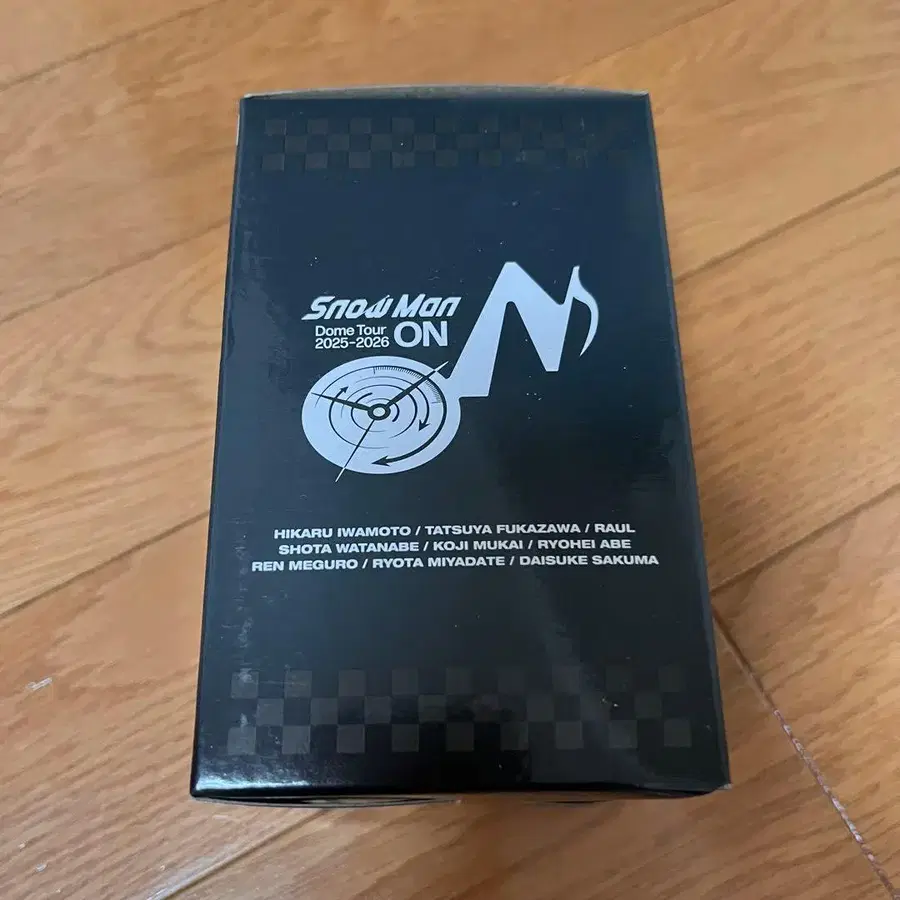 Snow Man
Dome Tour
2025-2026 ON
HIKARU IWAMOTO / TATSUYA FUKAZAWA / RAUL
SHOTA WATANABE / KOJI MUKAI / RYOHEI ABE
REN MEGURO / RYOTA MIYADATE / DAISUKE SAKUMA